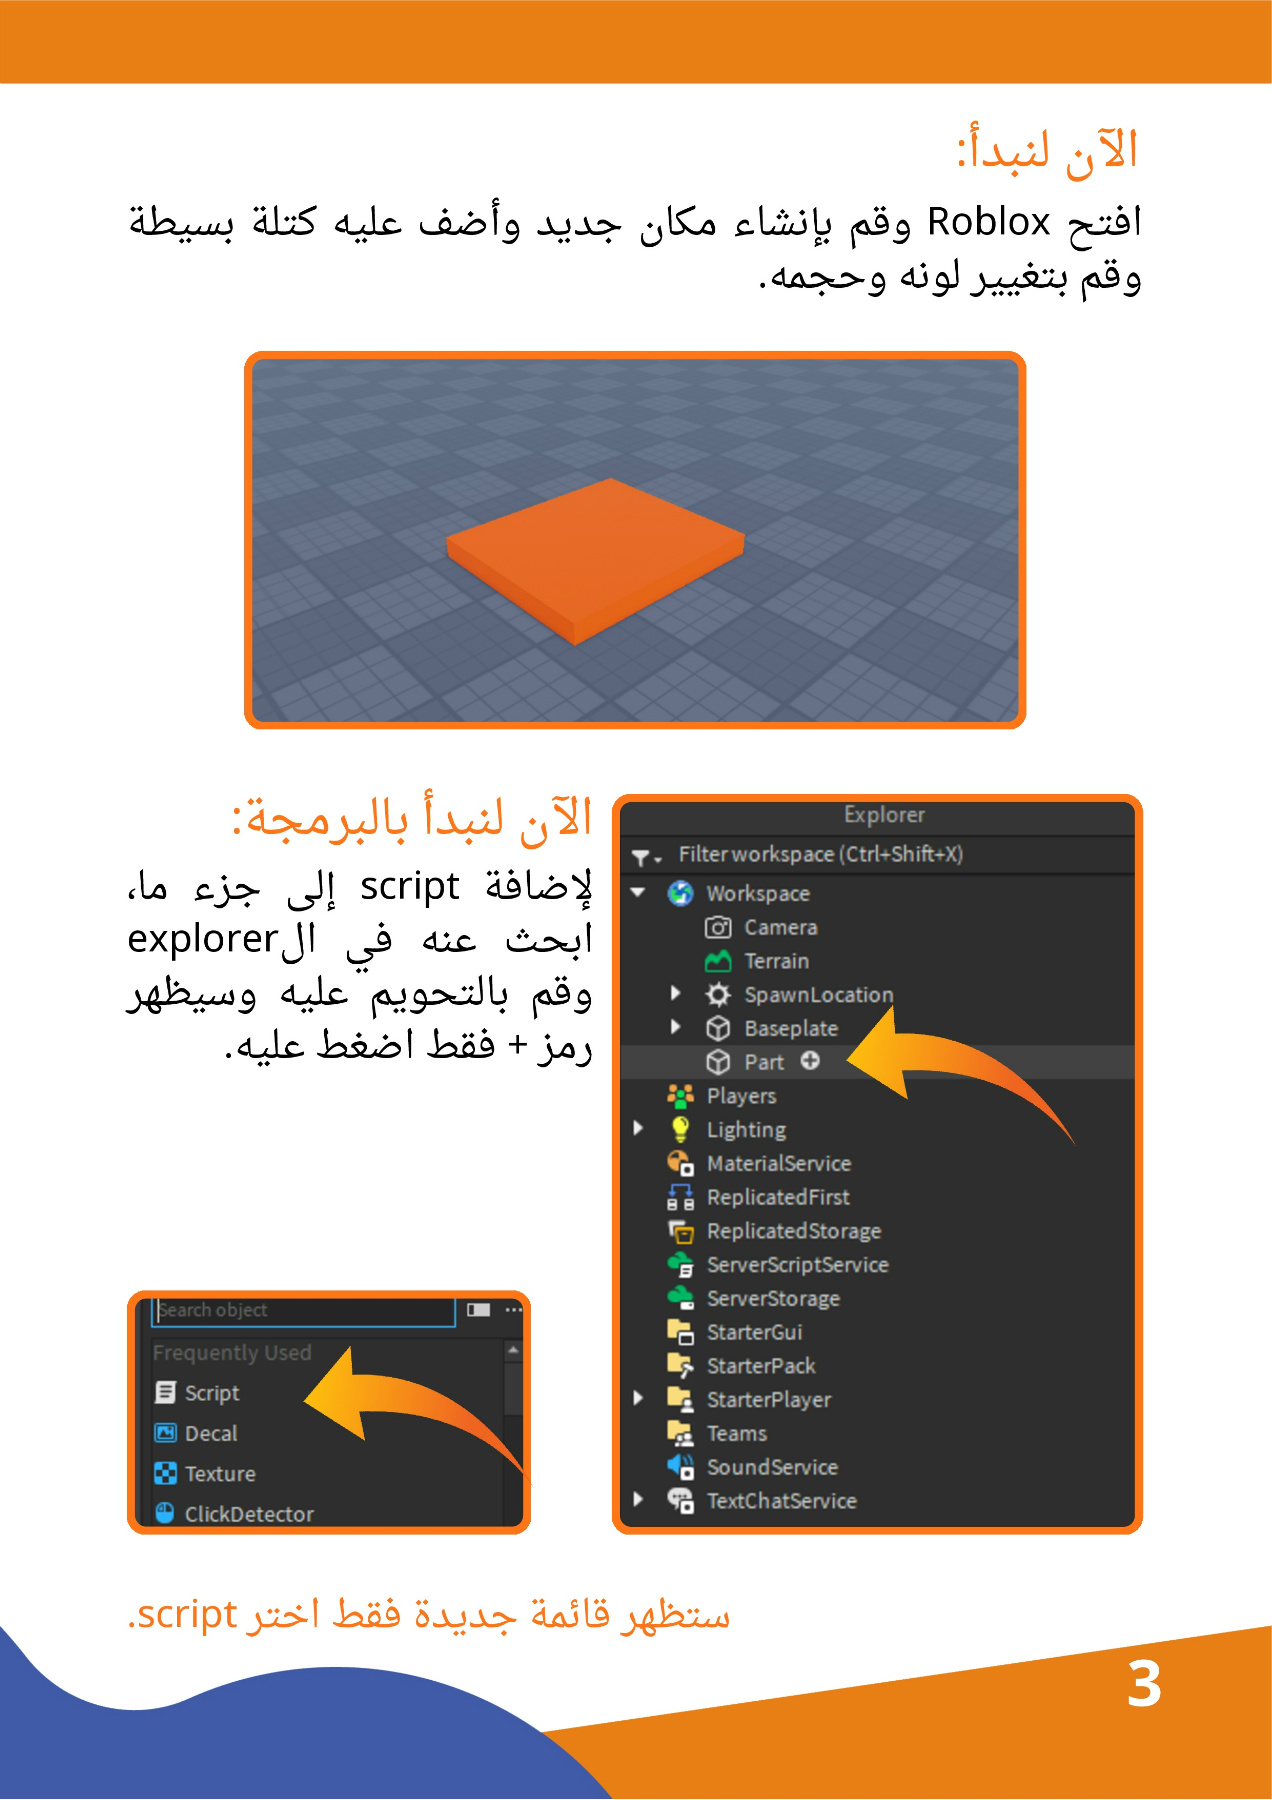 الآن لنبدأ:
افتح Roblox وقم بإنشاء مكان جديد وأضف عليه كتلة بسيطة
وقم بتغيير لونه وحجمه.
الآن لنبدأ بالبرمجة:
لإضافة script إلى جزء ما،
ابحث عنه في الexplorer
وقم بالتحويم عليه وسيظهر
رمز + فقط اضغط عليه.
Explorer
Filter workspace (Ctrl+Shift+X)
Workspace
Camera
Terrain
SpawnLocation
Baseplate
Part
Players
Lighting
MaterialService
ReplicatedFirst
ReplicatedStorage
ServerScriptService
ServerStorage
StarterGui
StarterPack
StarterPlayer
Teams
SoundService
TextChatService
Search object
Frequently Used
Script
Decal
Texture
ClickDetector
ستظهر قائمة جديدة فقط اختر script.
3